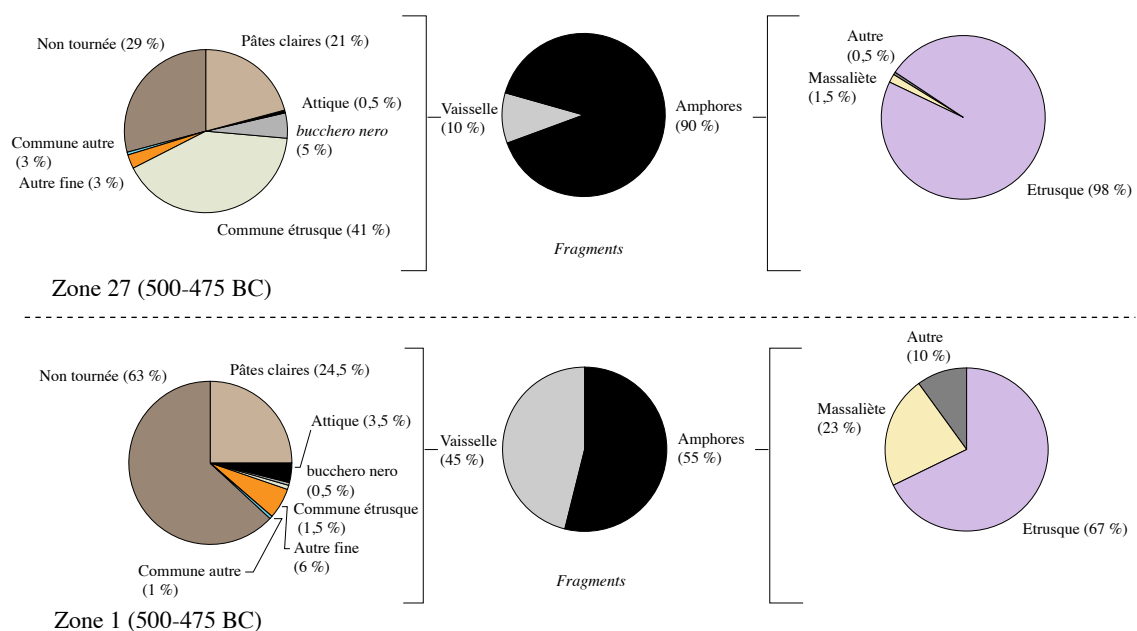 Non tournée (29 %)
Pâtes claires (21 %)
Attique (0,5 %)
bucchero nero
(5 %)
Commune étrusque (41 %)
Autre fine (3 %)
Commune autre
(3 %)
Vaisselle
(10 %)
Amphores
(90 %)
Fragments
Autre
(0,5 %)
Massaliète
(1,5 %)
Etrusque (98 %)
Zone 27 (500-475 BC)
Non tournée (63 %)
Pâtes claires (24,5 %)
Attique (3,5 %)
bucchero nero
(0,5 %)
Commune étrusque
(1,5 %)
Autre fine
(6 %)
Commune autre
(1 %)
Vaisselle
(45 %)
Amphores
(55 %)
Fragments
Autre
(10 %)
Massaliète
(23 %)
Etrusque (67 %)
Zone 1 (500-475 BC)